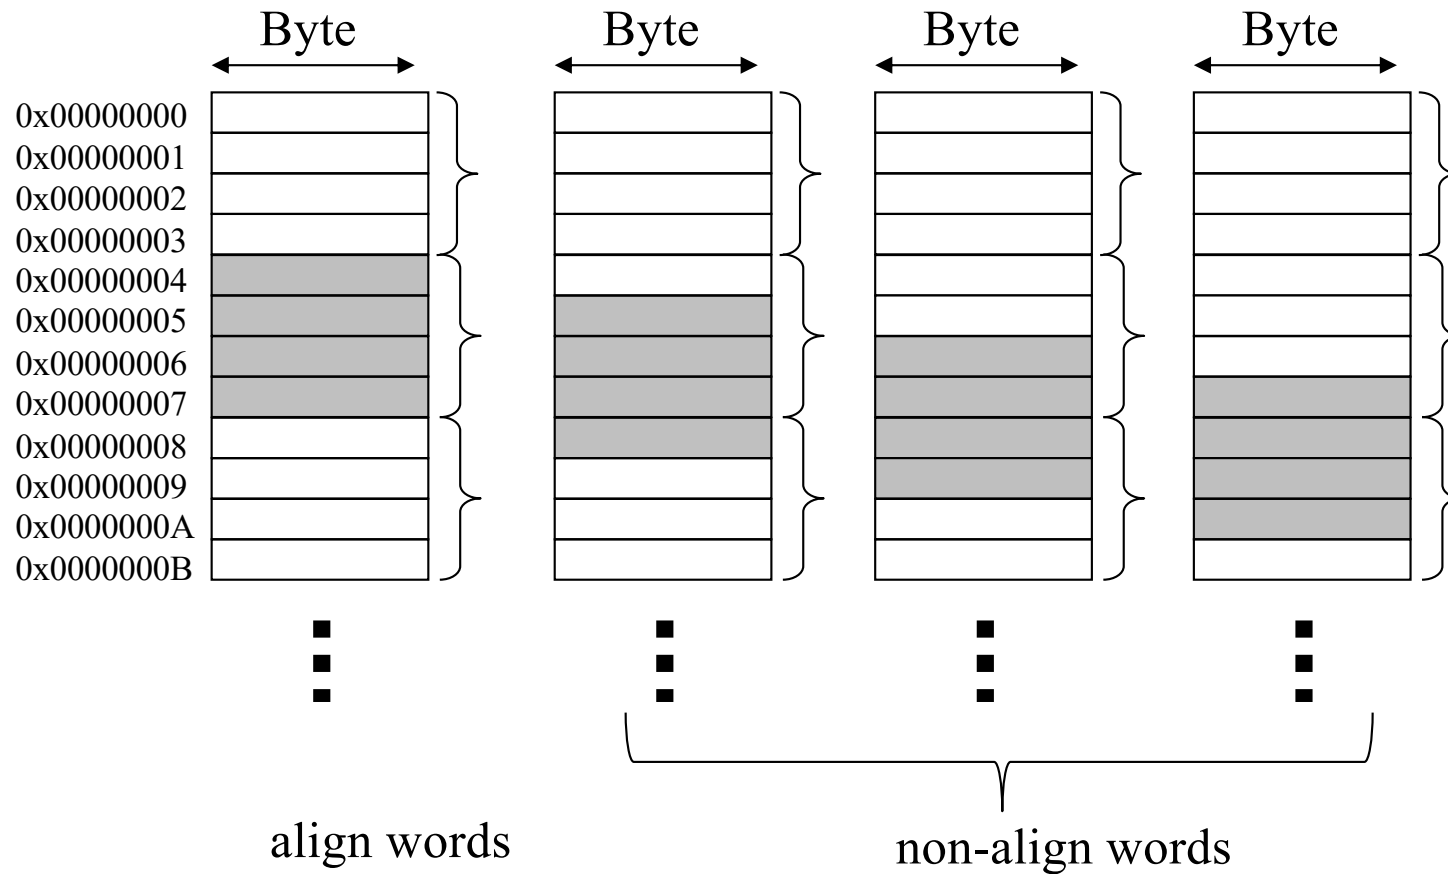 Byte Byte Byte Byte
0x00000000
0x00000001
0x00000002
0x00000003
0x00000004
0x00000005
0x00000006
0x00000007
0x00000008
0x00000009
0x0000000A
0x0000000B
align words
non-align words